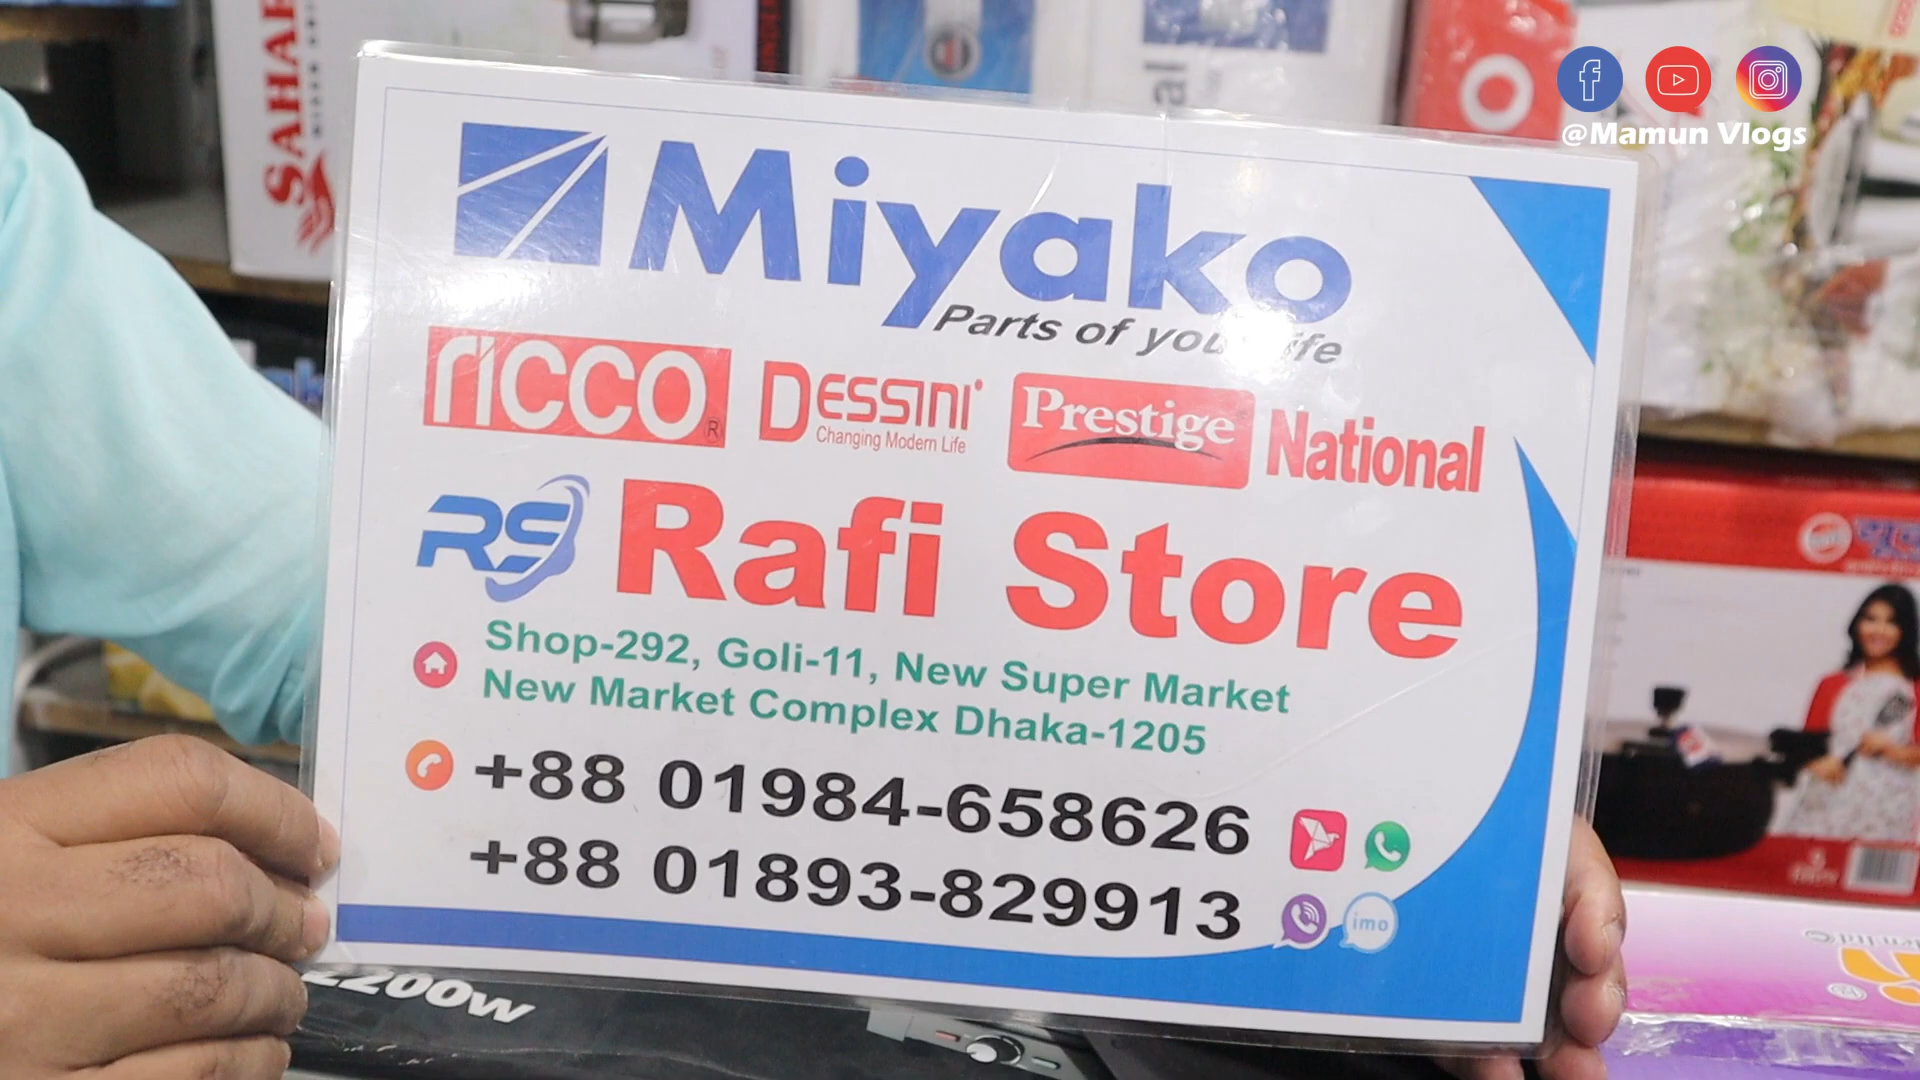 SAHAR
@Mamun Vlogs
Miyako
Parts of your life
ricco®
DESSINI
Changing Modern Life
Prestige
National
RS Rafi Store
Shop-292, Goli-11, New Super Market
New Market Complex Dhaka-1205
+88 01984-658626
+88 01893-829913
imo
2200w